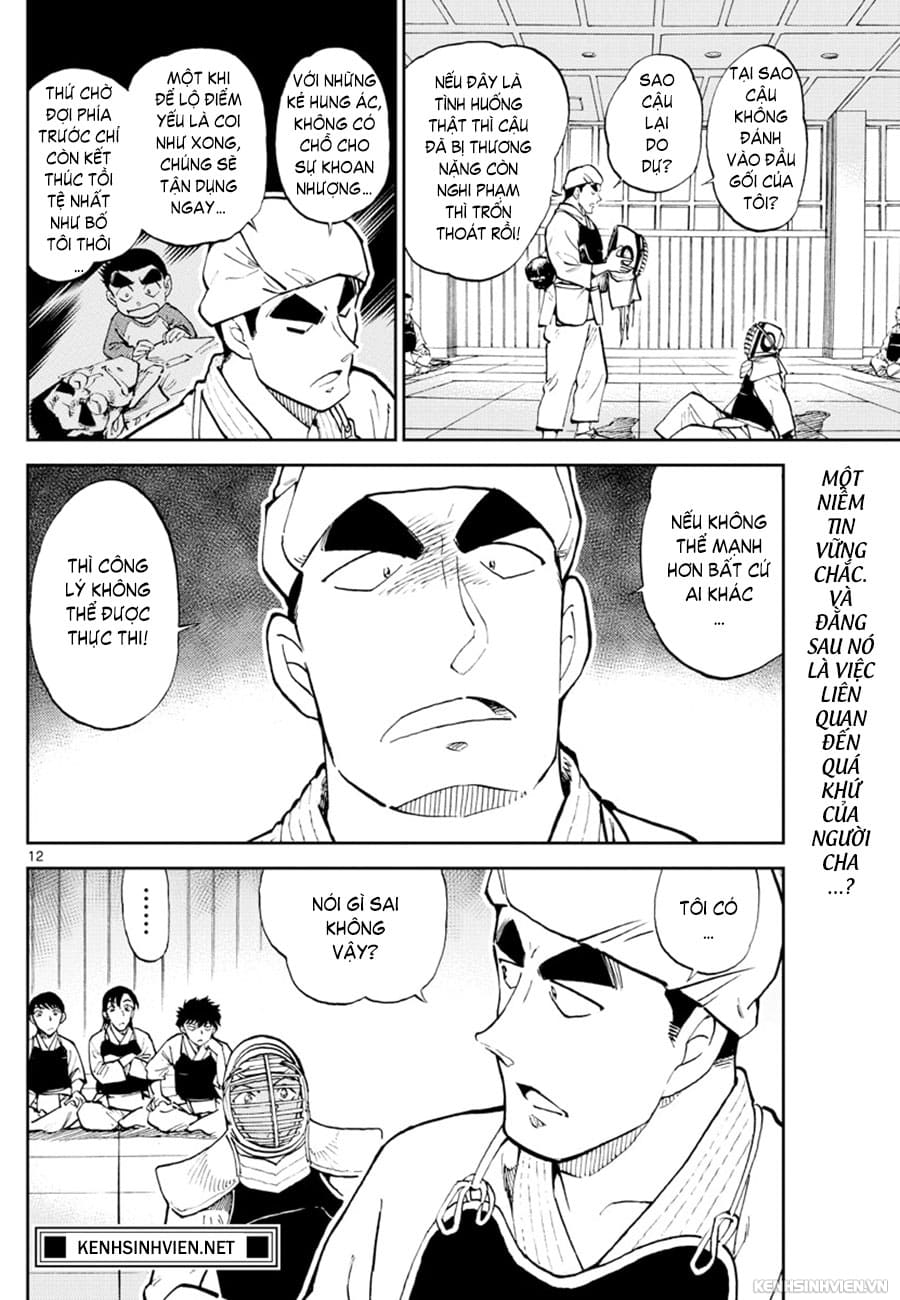 TẠI SAO
CẬU KHÔNG
ĐÁNH
VÀO ĐẦU
GỐI CỦA
TÔI?
SAO
CẬU LẠI
DO
DỰ?
NẾU ĐÂY LÀ
TÌNH HUỐNG
THẬT THÌ CẬU
ĐÃ BỊ THƯƠNG
NẶNG CÒN
NGHI PHẠM
THÌ TRỐN
THOÁT RỒI!
VỚI NHỮNG
KẺ HUNG ÁC,
KHÔNG CÓ
CHỖ CHO
SỰ KHOAN
NHƯỢNG...
MỘT KHI
ĐỂ LỘ ĐIỂM
YẾU LÀ COI
NHƯ XONG,
CHÚNG SẼ
TẬN DỤNG
NGAY...
THỨ CHỜ
ĐỢI PHÍA
TRƯỚC CHỈ
CÒN KẾT
THÚC TỒI
TỆ NHẤT
NHƯ BỐ
TÔI THÔI
...
MỘT
NIỀM
TIN
VỮNG
CHẮC.
VÀ
ĐẰNG
SAU NÓ
LÀ VIỆC
LIÊN
QUAN
ĐẾN
QUÁ
KHỨ
CỦA
NGƯỜI
CHA
...?
NẾU KHÔNG
THỂ MẠNH
HƠN BẤT CỨ
AI KHÁC
...
THÌ CÔNG
LÝ KHÔNG
THỂ ĐƯỢC
THỰC THI!
12
TÔI CÓ
...
NÓI GÌ SAI
KHÔNG
VẬY?
......
KENHSINHVIEN.NET
KENHSINHVIEN.VN